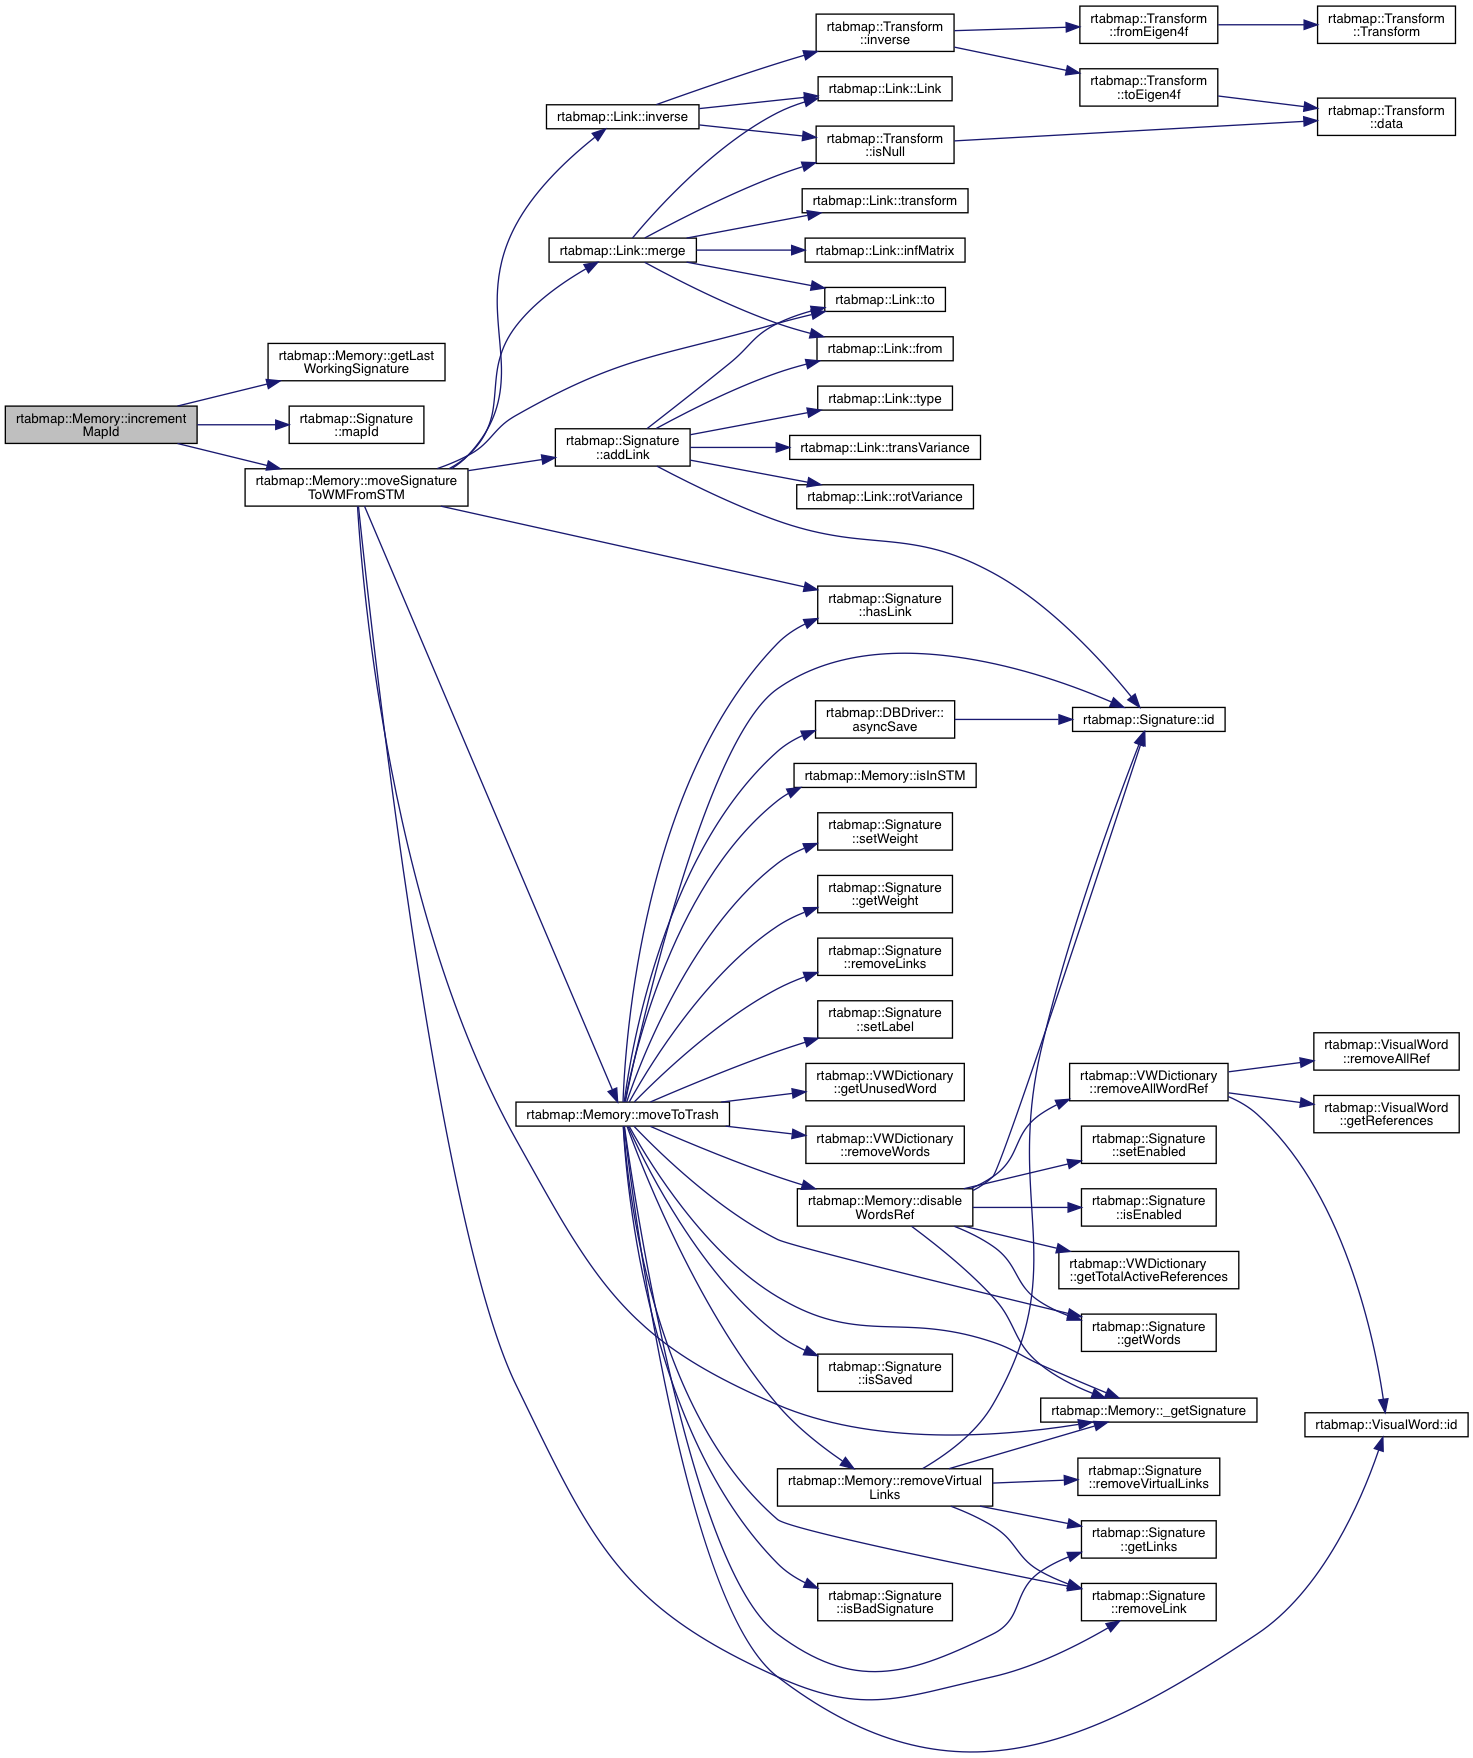 rtabmap::Memory::increment
MapId
rtabmap::Memory::getLast
WorkingSignature
rtabmap::Signature
::mapId
rtabmap::Memory::moveSignature
ToWMFromSTM
rtabmap::Link::inverse
rtabmap::Link::merge
rtabmap::Signature
::addLink
rtabmap::Memory::moveToTrash
rtabmap::Transform
::inverse
rtabmap::Link::Link
rtabmap::Transform
::isNull
rtabmap::Link::transform
rtabmap::Link::infMatrix
rtabmap::Link::to
rtabmap::Link::from
rtabmap::Link::type
rtabmap::Link::transVariance
rtabmap::Link::rotVariance
rtabmap::Signature
::hasLink
rtabmap::DBDriver::
asyncSave
rtabmap::Memory::isInSTM
rtabmap::Signature
::setWeight
rtabmap::Signature
::getWeight
rtabmap::Signature
::removeLinks
rtabmap::Signature
::setLabel
rtabmap::VWDictionary
::getUnusedWord
rtabmap::VWDictionary
::removeWords
rtabmap::Memory::disable
WordsRef
rtabmap::Signature
::isSaved
rtabmap::Memory::removeVirtual
Links
rtabmap::Signature
::isBadSignature
rtabmap::Transform
::fromEigen4f
rtabmap::Transform
::toEigen4f
rtabmap::Signature::id
rtabmap::VWDictionary
::removeAllWordRef
rtabmap::Signature
::setEnabled
rtabmap::Signature
::isEnabled
rtabmap::VWDictionary
::getTotalActiveReferences
rtabmap::Signature
::getWords
rtabmap::Memory::_getSignature
rtabmap::Signature
::removeVirtualLinks
rtabmap::Signature
::getLinks
rtabmap::Signature
::removeLink
rtabmap::Transform
::Transform
rtabmap::Transform
::data
rtabmap::VisualWord
::removeAllRef
rtabmap::VisualWord
::getReferences
rtabmap::VisualWord::id